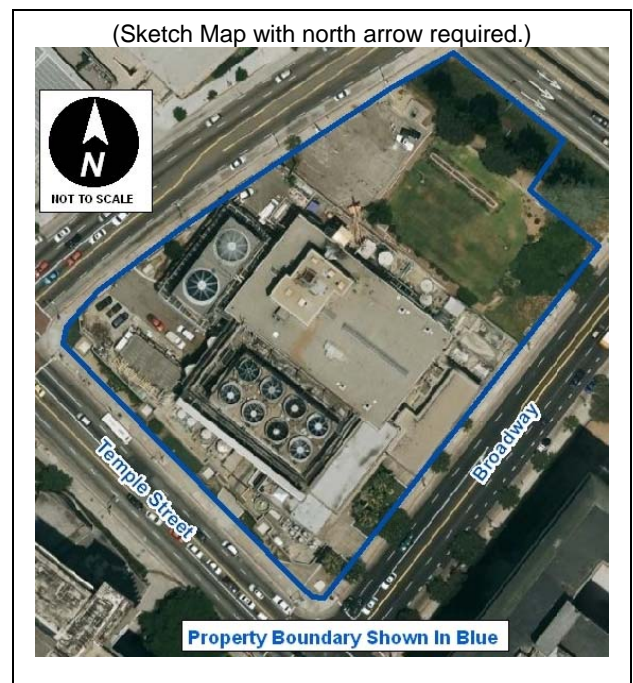 (Sketch Map with north arrow required.)
N
NOT TO SCALE
Temple Street
Broadway
Property Boundary Shown In Blue